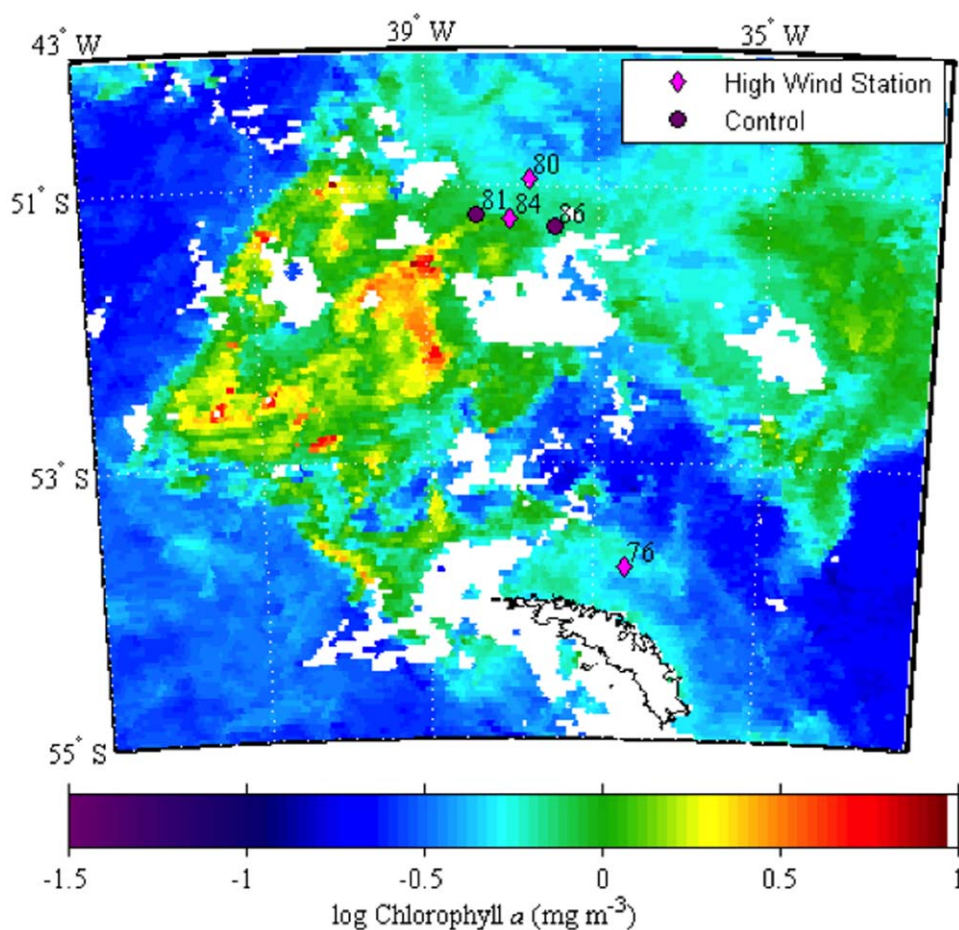 43° W
39° W
35° W
High Wind Station
Control
80
51° S
81
84
86
53° S
76
55° S
-1.5
-1
-0.5
0
0.5
1
log Chlorophyll a (mg m⁻³)